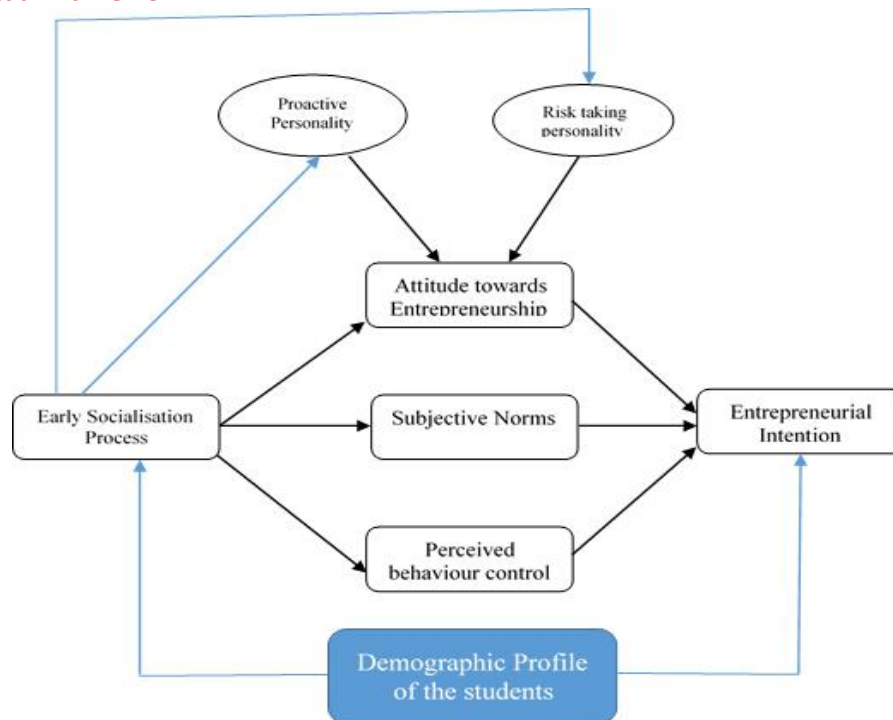 Proactive
Personality
Risk taking
personality
Attitude towards
Entrepreneurship
Early Socialisation
Process
Subjective Norms
Entrepreneurial
Intention
Perceived
behaviour control
Demographic Profile
of the students